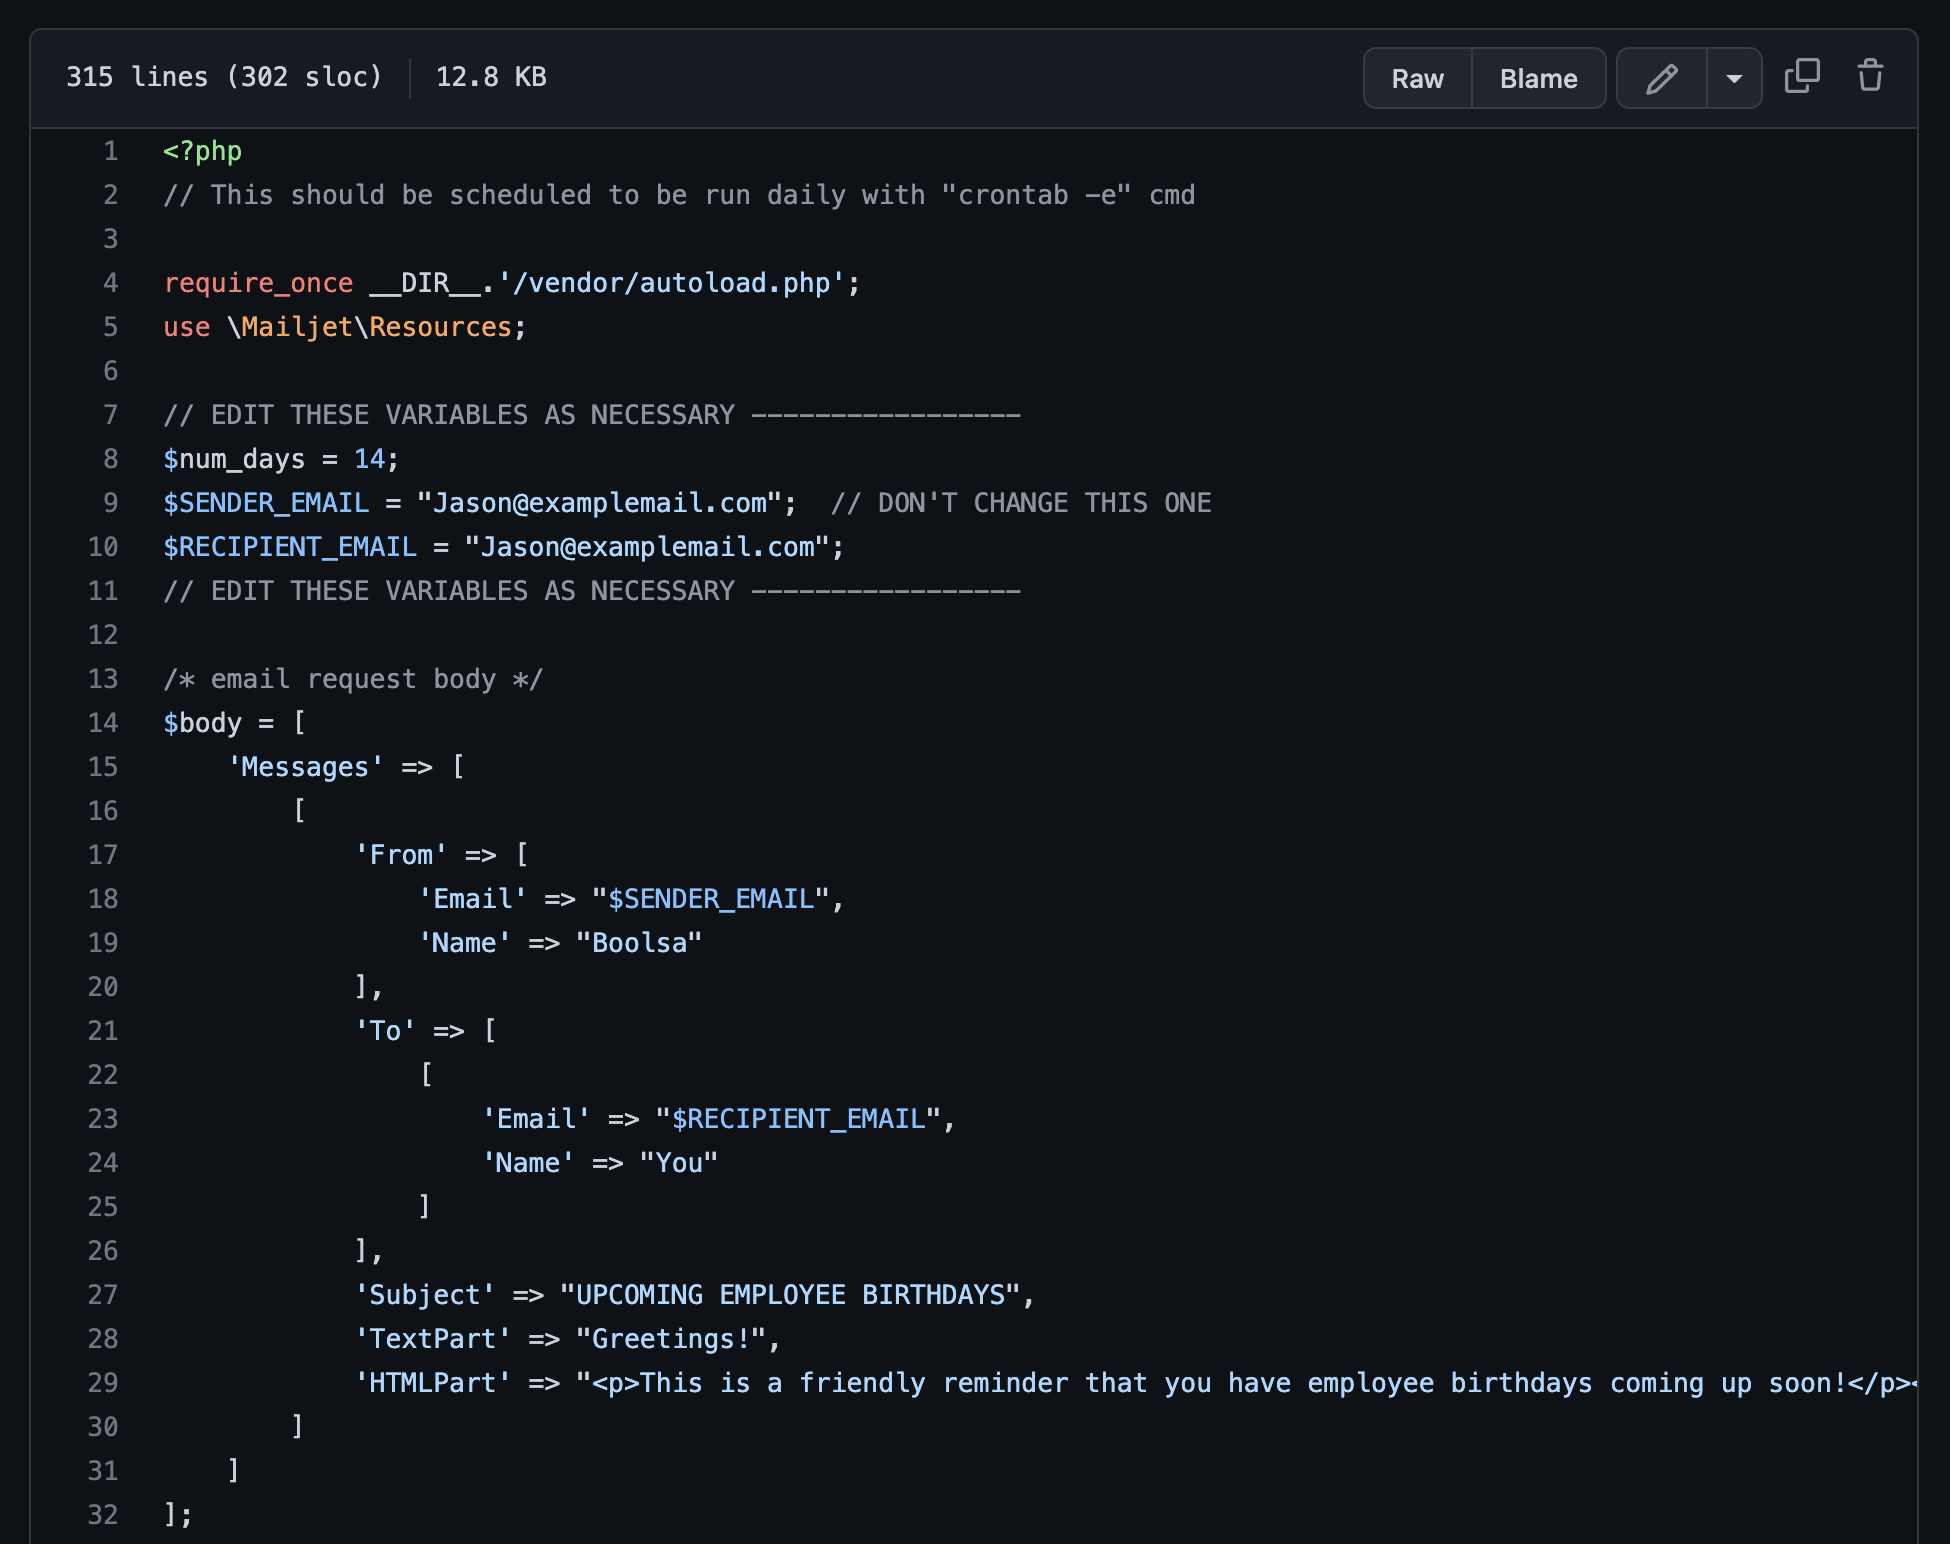 315 lines (302 sloc) 12.8 KB Raw Blame
1 <?php
2 // This should be scheduled to be run daily with "crontab -e" cmd
3
4 require_once __DIR__.'/vendor/autoload.php';
5 use \Mailjet\Resources;
6
7 // EDIT THESE VARIABLES AS NECESSARY -----------------
8 $num_days = 14;
9 $SENDER_EMAIL = "Jason@examplemail.com";  // DON'T CHANGE THIS ONE
10 $RECIPIENT_EMAIL = "Jason@examplemail.com";
11 // EDIT THESE VARIABLES AS NECESSARY -----------------
12
13 /* email request body */
14 $body = [
15     'Messages' => [
16         [
17             'From' => [
18                 'Email' => "$SENDER_EMAIL",
19                 'Name' => "Boolsa"
20             ],
21             'To' => [
22                 [
23                     'Email' => "$RECIPIENT_EMAIL",
24                     'Name' => "You"
25                 ]
26             ],
27             'Subject' => "UPCOMING EMPLOYEE BIRTHDAYS",
28             'TextPart' => "Greetings!",
29             'HTMLPart' => "<p>This is a friendly reminder that you have employee birthdays coming up soon!</p><
30         ]
31     ]
32 ];